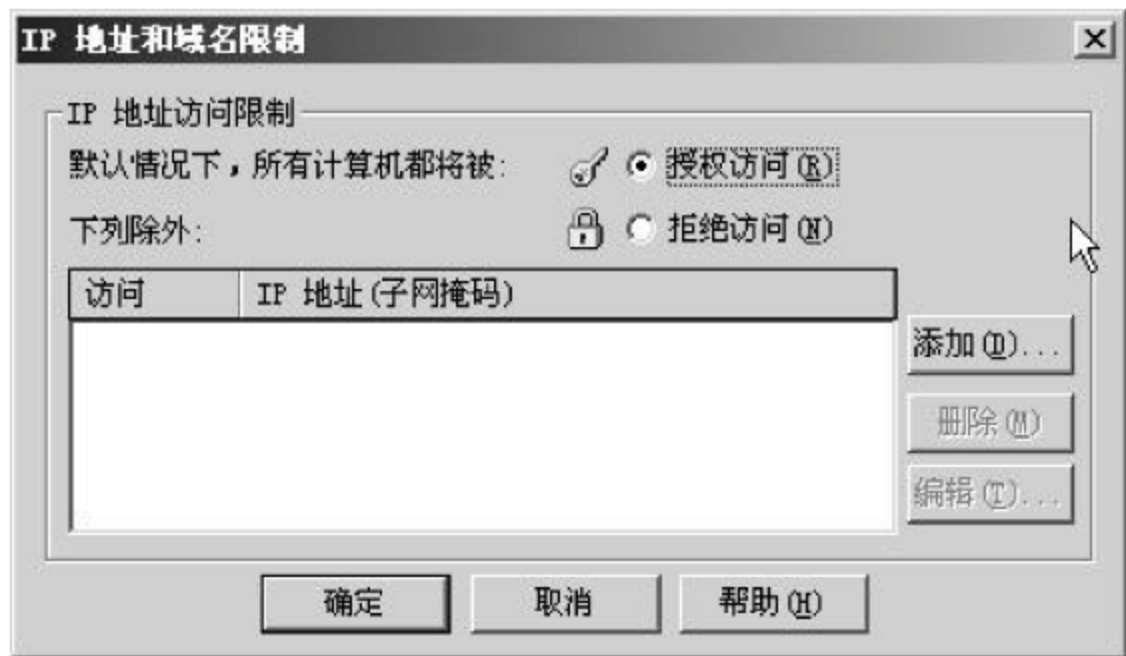 IP 地址和域名限制
IP 地址访问限制
默认情况下，所有计算机都将被: 授权访问(R)
下列除外: 拒绝访问(N)
访问 IP 地址(子网掩码)
添加(D)...
删除(M)
编辑(T)...
确定 取消 帮助(H)